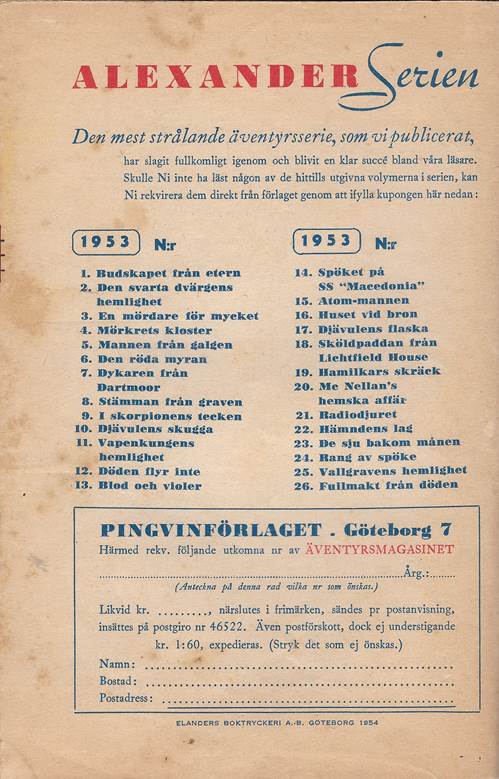 ALEXANDER Serien
Den mest strålande äventyrsserie, som vi publicerat,
har slagit fullkomligt igenom och blivit en klar succé bland våra läsare.
Skulle Ni inte ha läst någon av de hittills utgivna volymerna i serien, kan
Ni rekvirera dem direkt från förlaget genom att ifylla kupongen här nedan:
1953 N:r
1. Budskapet från etern
2. Den svarta dvärgens
hemlighet
3. En mördare för mycket
4. Mörkrets kloster
5. Mannen från galgen
6. Den röda myran
7. Dykaren från
Dartmoor
8. Stämman från graven
9. I skorpionens tecken
10. Djävulens skugga
11. Vapenkungens
hemlighet
12. Döden flyr inte
13. Blod och violer
1953 N:r
14. Spöket på
SS "Macedonia"
15. Atom-mannen
16. Huset vid bron
17. Djävulens flaska
18. Sköldpaddan från
Lichtfield House
19. Hamilkars skräck
20. Mc Nellan's
hemska affär
21. Radiodjuret
22. Hämndens lag
23. De sju bakom månen
24. Rang av spöke
25. Vallgravens hemlighet
26. Fullmakt från döden
PINGVINFÖRLAGET . Göteborg 7
Härmed rekv. följande utkomna nr av ÄVENTYRSMAGASINET
Årg.:
(Anteckna på denna rad vilka nr som önskas.)
Likvid kr. .........., närslutes i frimärken, sändes pr postanvisning,
insättes på postgiro nr 46522. Även postförskott, dock ej understigande
kr. 1:60, expedieras. (Stryk det som ej önskas.)
Namn:
Bostad:
Postadress:
ELANDERS BOKTRYCKERI A.-B. GÖTEBORG 1954